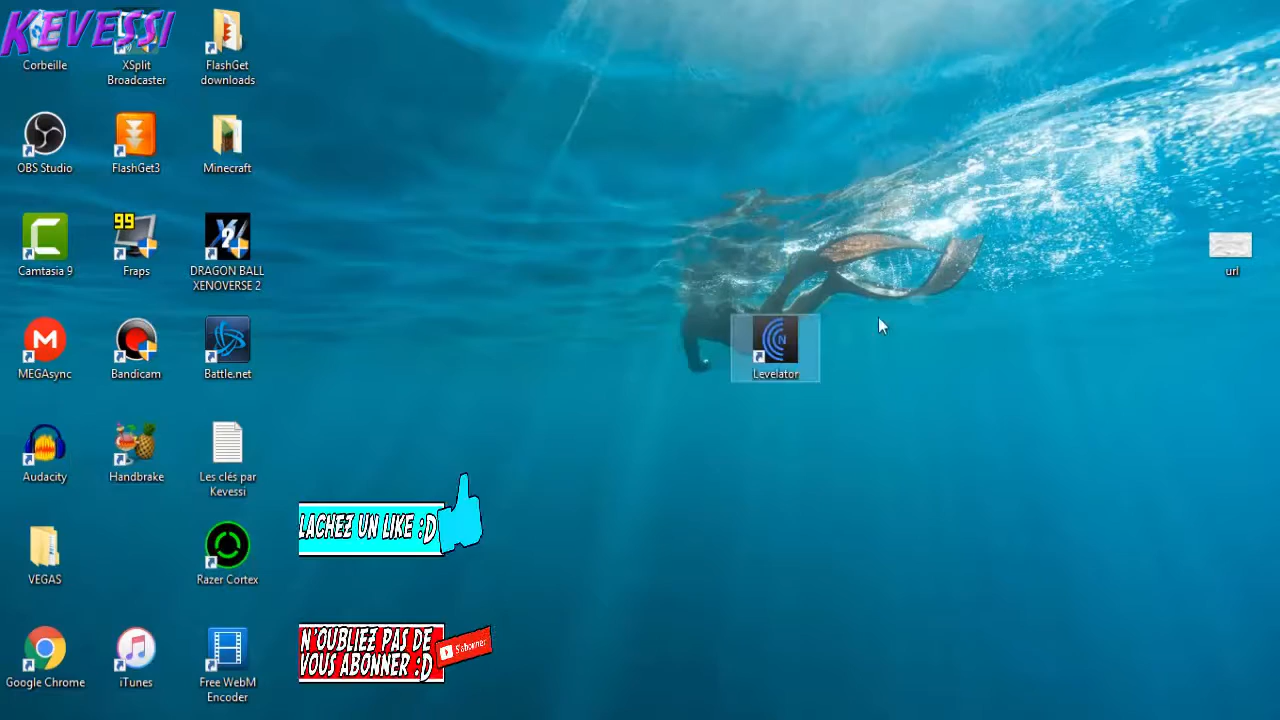 KEVESSI
Corbeille
XSplit
Broadcaster
FlashGet
downloads
OBS Studio
FlashGet3
Minecraft
Camtasia 9
99
Fraps
2
DRAGON BALL
XENOVERSE 2
url
MEGAsync
Bandicam
Battle.net
N
Levelator
Audacity
Handbrake
Les clés par
Kevessi
LACHEZ UN LIKE :D
VEGAS
Razer Cortex
N'OUBLIEZ PAS DE
VOUS ABONNER :D
S'abonner
Google Chrome
iTunes
Free WebM
Encoder